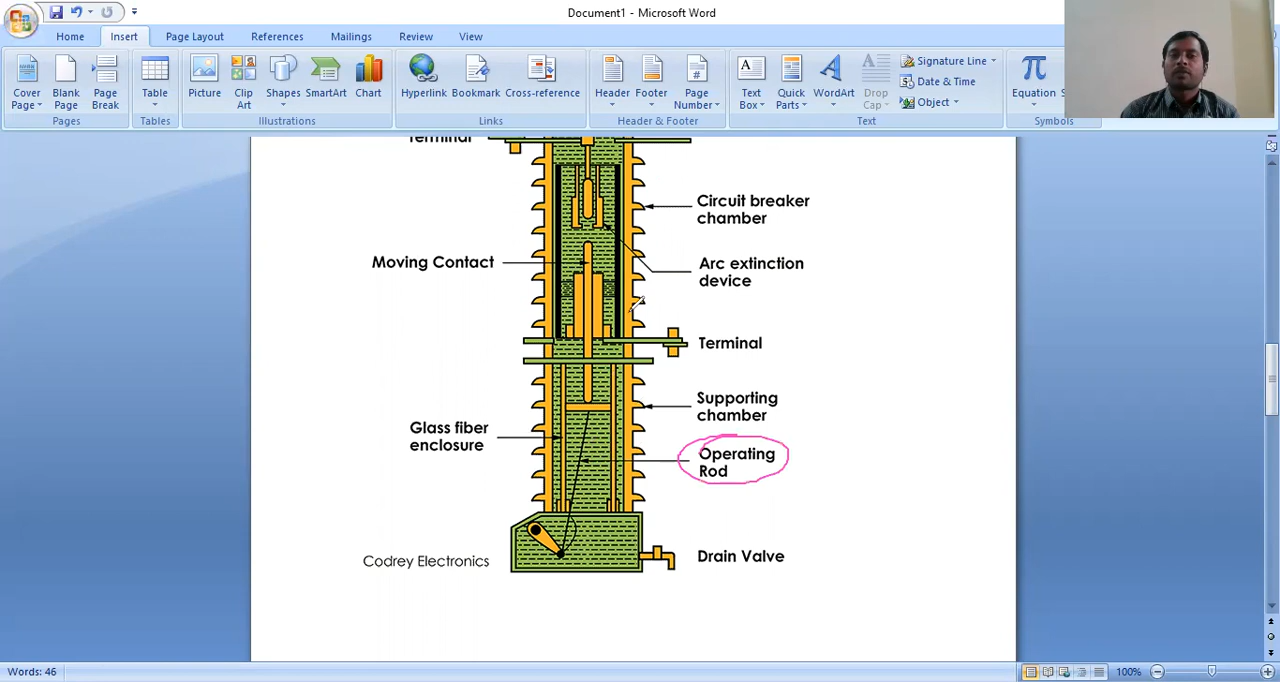 Document1 - Microsoft Word
Home Insert Page Layout References Mailings Review View
Cover Page
Blank Page
Page Break
Table
Picture
Clip Art
Shapes
SmartArt
Chart
Hyperlink
Bookmark
Cross-reference
Header
Footer
Page Number
Text Box
Quick Parts
WordArt
Drop Cap
Signature Line
Date & Time
Object
Equation
Pages
Tables
Illustrations
Links
Header & Footer
Text
Symbols
Terminal
Circuit breaker
chamber
Moving Contact
Arc extinction
device
Terminal
Supporting
chamber
Glass fiber
enclosure
Operating
Rod
Codrey Electronics
Drain Valve
Words: 46
100%